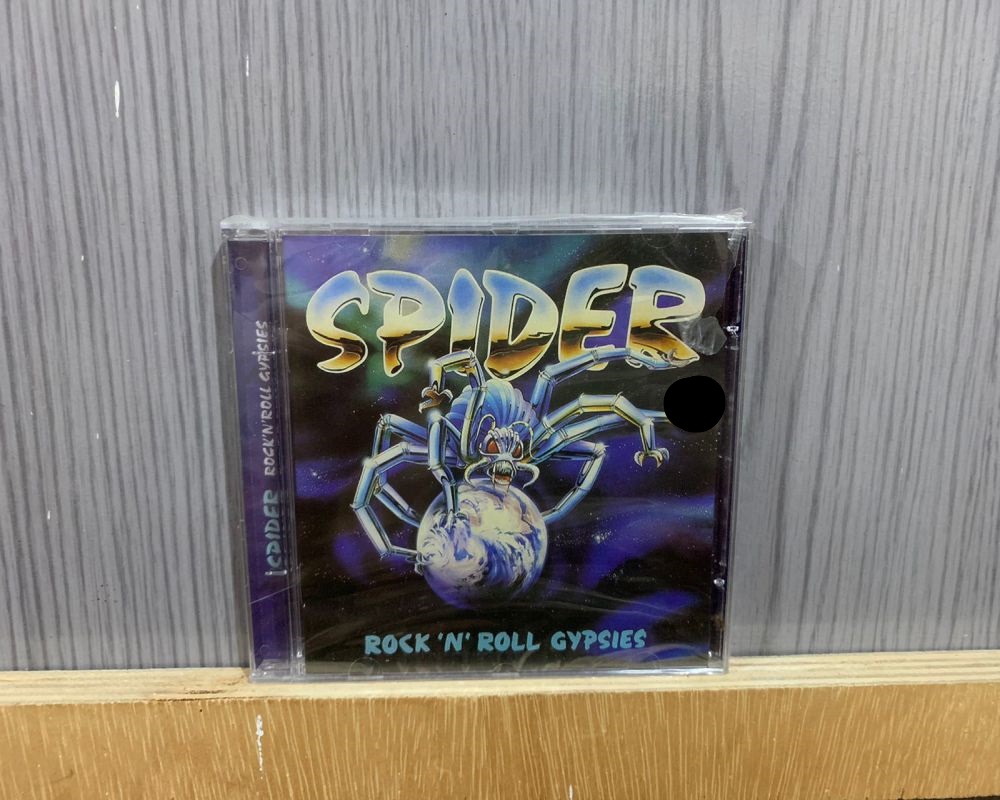 SPIDER
ROCK 'N' ROLL GYPSIES
SPIDER ROCK'N'ROLL GYPSIES